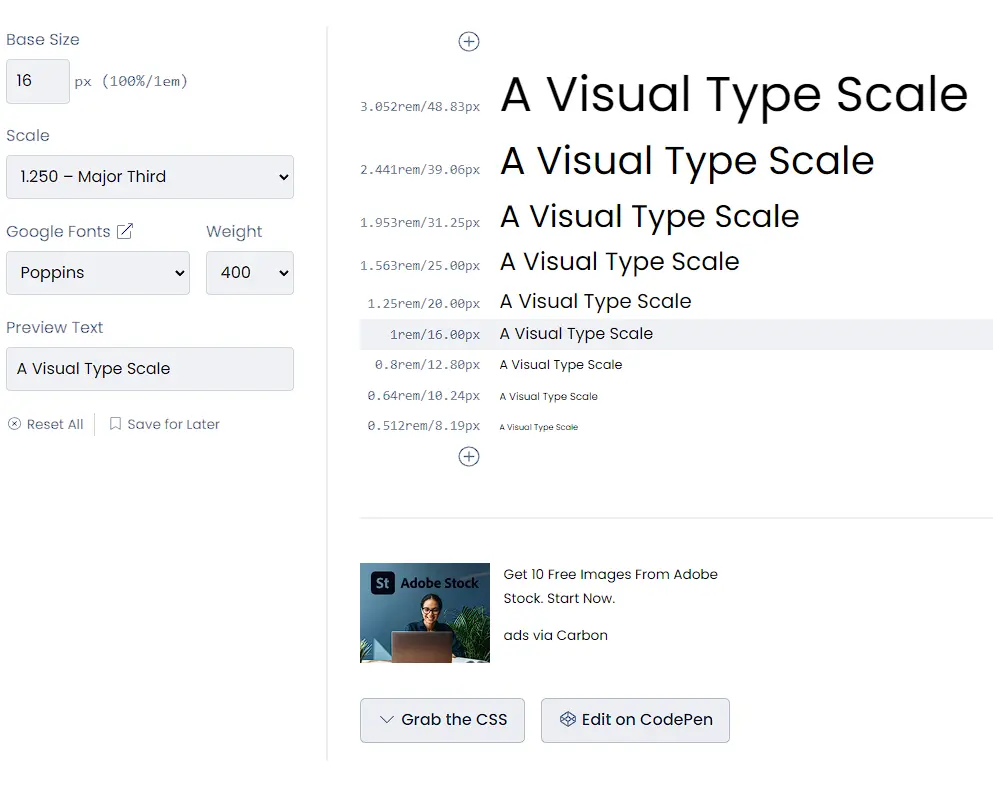 Base Size
16
px (100%/1em)
Scale
1.250 – Major Third
Google Fonts
Weight
Poppins
400
Preview Text
A Visual Type Scale
Reset All
Save for Later
3.052rem/48.83px A Visual Type Scale
2.441rem/39.06px A Visual Type Scale
1.953rem/31.25px A Visual Type Scale
1.563rem/25.00px A Visual Type Scale
1.25rem/20.00px A Visual Type Scale
1rem/16.00px A Visual Type Scale
0.8rem/12.80px A Visual Type Scale
0.64rem/10.24px A Visual Type Scale
0.512rem/8.19px A Visual Type Scale
St Adobe Stock
Get 10 Free Images From Adobe
Stock. Start Now.
ads via Carbon
Grab the CSS
Edit on CodePen